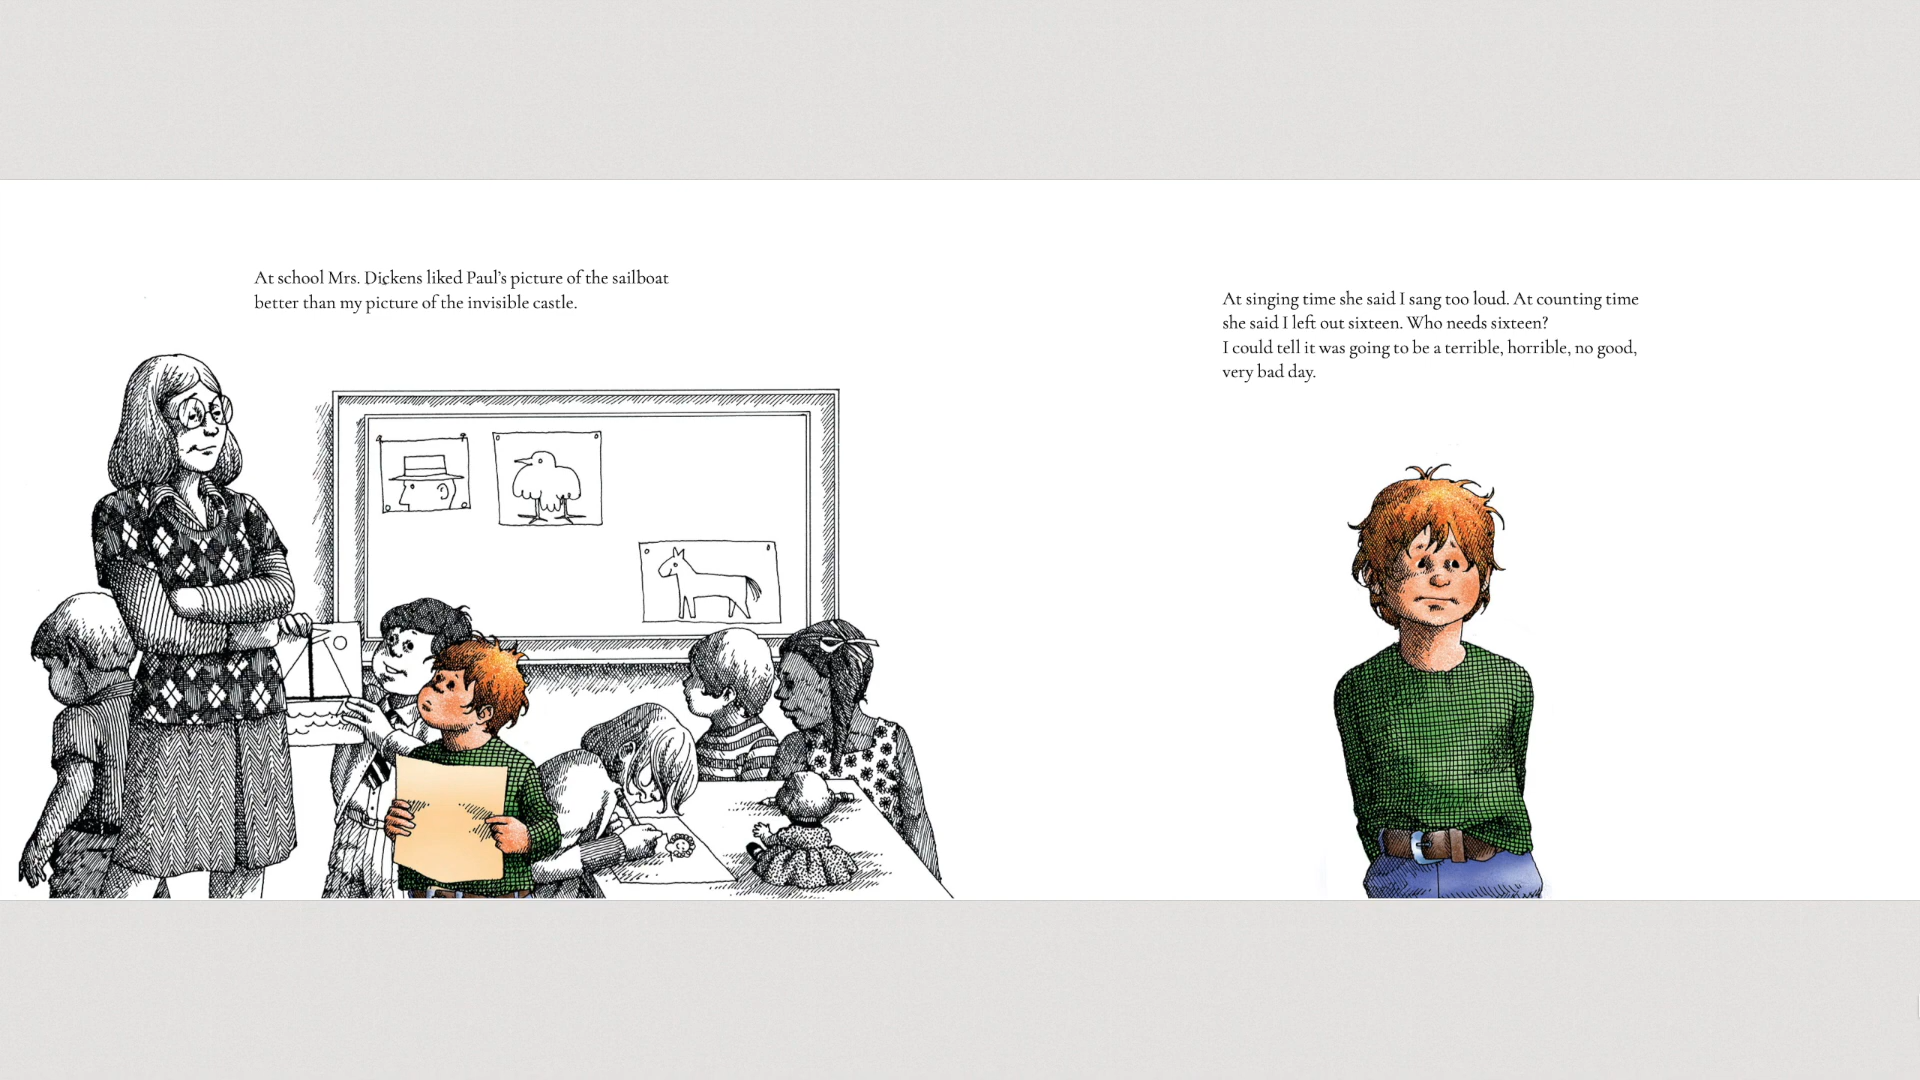 At school Mrs. Dickens liked Paul’s picture of the sailboat
better than my picture of the invisible castle.
At singing time she said I sang too loud. At counting time
she said I left out sixteen. Who needs sixteen?
I could tell it was going to be a terrible, horrible, no good,
very bad day.